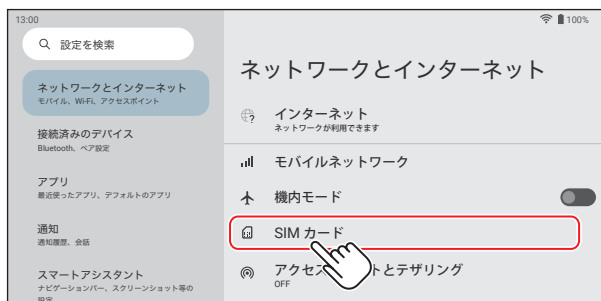 13:00
100%
設定を検索
ネットワークとインターネット
モバイル、Wi-Fi、アクセスポイント
接続済みのデバイス
Bluetooth、ペア設定
アプリ
最近使ったアプリ、デフォルトのアプリ
通知
通知履歴、会話
スマートアシスタント
ナビゲーションバー、スクリーンショット等の
設定
ネットワークとインターネット
インターネット
ネットワークが利用できます
モバイルネットワーク
機内モード
SIM カード
アクセス
トとテザリング
OFF